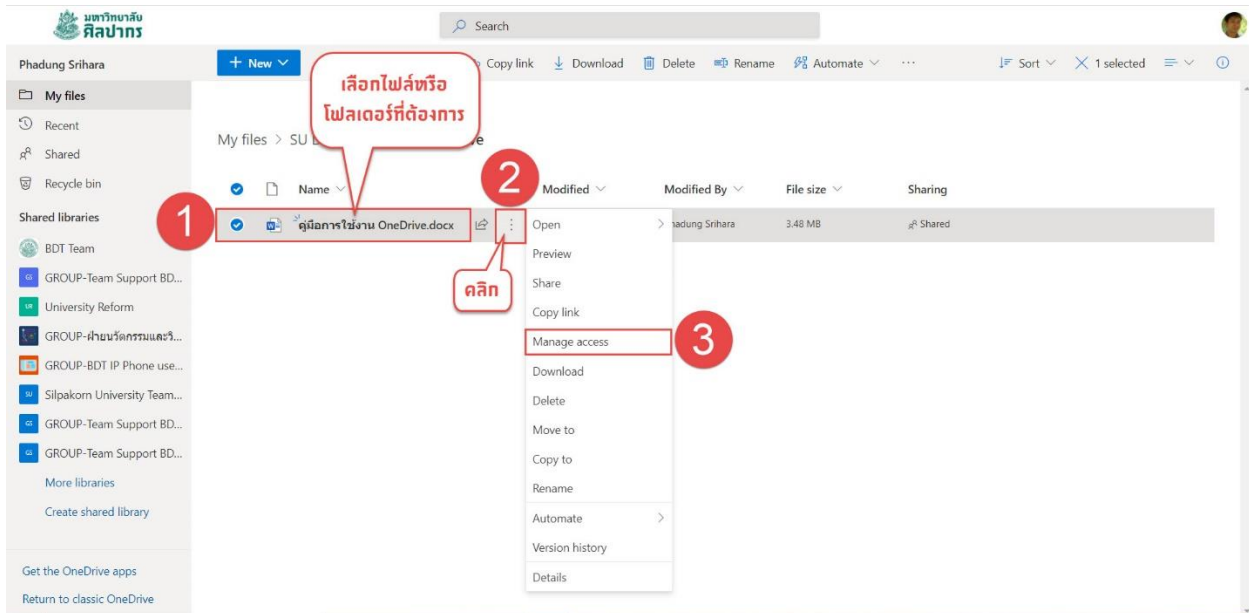 มหาวิทยาลัย
ศิลปากร
Search
Phadung Srihara
New
Copy link
Download
Delete
Rename
Automate
...
Sort
1 selected
เลือกไฟล์หรือ
โฟลเดอร์ที่ต้องการ
My files
Recent
Shared
Recycle bin
Shared libraries
BDT Team
GROUP-Team Support BD...
University Reform
GROUP-ฝ่ายนวัตกรรมและวิ...
GROUP-BDT IP Phone use...
SU Silpakorn University Team...
GS GROUP-Team Support BD...
GS GROUP-Team Support BD...
More libraries
Create shared library
Get the OneDrive apps
Return to classic OneDrive
My files > SU
2
Name
Modified
Modified By
File size
Sharing
1
คู่มือการใช้งาน OneDrive.docx
Srihara
3.48 MB
Shared
คลิก
Open
Preview
Share
Copy link
Manage access
3
Download
Delete
Move to
Copy to
Rename
Automate
Version history
Details